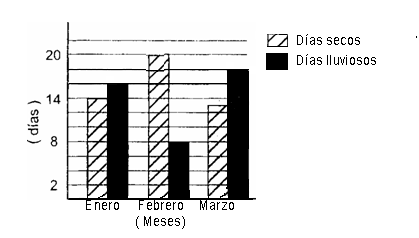 Días secos
Días lluviosos
20
14
8
2
( días )
Enero Febrero Marzo
( Meses)